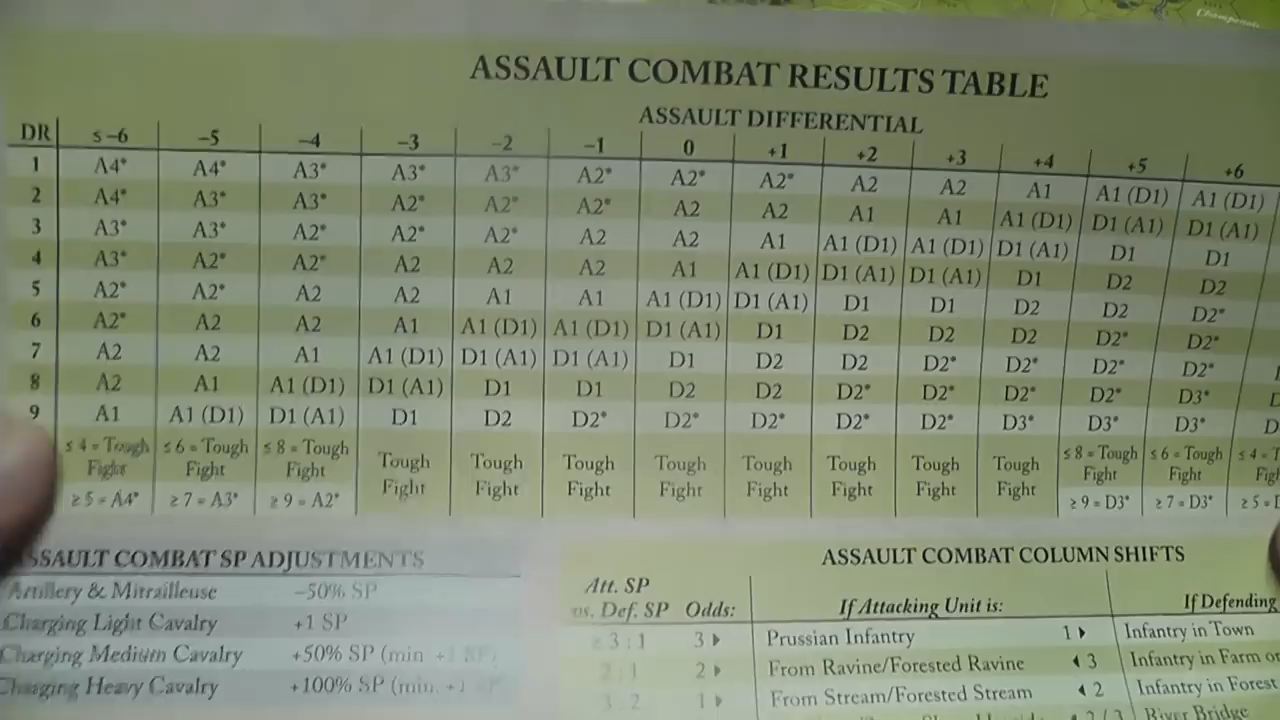 Champenois
ASSAULT COMBAT RESULTS TABLE
ASSAULT DIFFERENTIAL
DR ≤ –6 –5 –4 –3 –2 –1 0 +1 +2 +3 +4 +5 +6
1 A4* A4* A3* A3* A3* A2* A2* A2* A2 A2 A1 A1 (D1) A1 (D1)
2 A4* A3* A3* A2* A2* A2* A2 A2 A1 A1 A1 (D1) D1 (A1) D1 (A1)
3 A3* A3* A2* A2* A2* A2 A2 A1 A1 (D1) A1 (D1) D1 (A1) D1 D1
4 A3* A2* A2* A2 A2 A2 A1 A1 (D1) D1 (A1) D1 (A1) D1 D2 D2
5 A2* A2* A2 A2 A1 A1 A1 (D1) D1 (A1) D1 D1 D2 D2 D2*
6 A2* A2 A2 A1 A1 (D1) A1 (D1) D1 (A1) D1 D2 D2 D2 D2* D2*
7 A2 A2 A1 A1 (D1) D1 (A1) D1 (A1) D1 D2 D2 D2* D2* D2* D2*
8 A2 A1 A1 (D1) D1 (A1) D1 D1 D2 D2 D2* D2* D2* D2* D3*
9 A1 A1 (D1) D1 (A1) D1 D2 D2* D2* D2* D2* D2* D3* D3* D3*
≤ 4 = Tough ≤ 6 = Tough ≤ 8 = Tough Tough Tough Tough Tough Tough Tough Tough Tough ≤ 8 = Tough ≤ 6 = Tough ≤ 4 =
Fight Fight Fight Fight Fight Fight Fight Fight Fight Fight Fight Fight Fight
≥ 5 = A4* ≥ 7 = A3* ≥ 9 = A2* ≥ 9 = D3* ≥ 7 = D3* ≥ 5 =
ASSAULT COMBAT SP ADJUSTMENTS
Artillery & Mitrailleuse –50% SP
Charging Light Cavalry +1 SP
Charging Medium Cavalry +50% SP (min +1 SP)
Charging Heavy Cavalry +100% SP (min. +1 SP
ASSAULT COMBAT COLUMN SHIFTS
Att. SP
vs. Def. SP Odds: If Attacking Unit is: If Defending
≥ 3 : 1 3 ▶ Prussian Infantry 1 ▶ Infantry in Town
2 : 1 2 ▶ From Ravine/Forested Ravine ◀ 3 Infantry in Farm or
3 : 2 1 ▶ From Stream/Forested Stream ◀ 2 Infantry in Forest
◀ 2 / 3 River Bridge